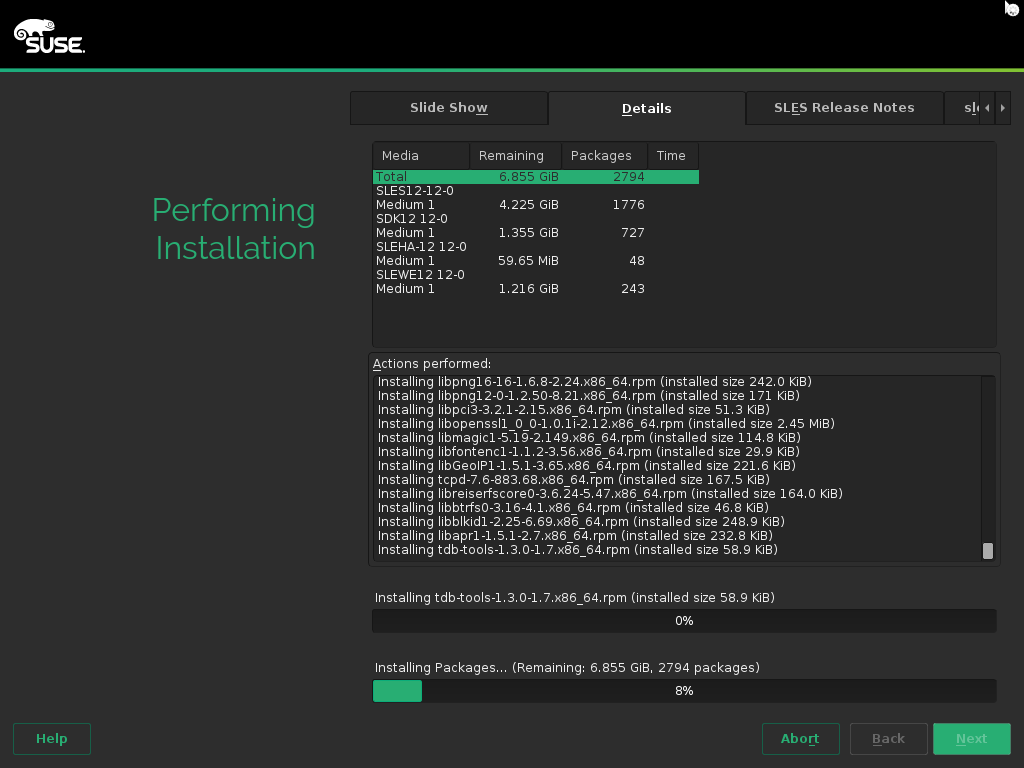 SUSE.
Slide Show
Details
SLES Release Notes
Performing
Installation
Media Remaining Packages Time
Total 6.855 GiB 2794
SLES12-12-0
Medium 1 4.225 GiB 1776
SDK12 12-0
Medium 1 1.355 GiB 727
SLEHA-12 12-0
Medium 1 59.65 MiB 48
SLEWE12 12-0
Medium 1 1.216 GiB 243
Actions performed:
Installing libpng16-16-1.6.8-2.24.x86_64.rpm (installed size 242.0 KiB)
Installing libpng12-0-1.2.50-8.21.x86_64.rpm (installed size 171 KiB)
Installing libpci3-3.2.1-2.15.x86_64.rpm (installed size 51.3 KiB)
Installing libopenssl1_0_0-1.0.1i-2.12.x86_64.rpm (installed size 2.45 MiB)
Installing libmagic1-5.19-2.149.x86_64.rpm (installed size 114.8 KiB)
Installing libfontenc1-1.1.2-3.56.x86_64.rpm (installed size 29.9 KiB)
Installing libGeoIP1-1.5.1-3.65.x86_64.rpm (installed size 221.6 KiB)
Installing tcpd-7.6-883.68.x86_64.rpm (installed size 167.5 KiB)
Installing libreiserfscore0-3.6.24-5.47.x86_64.rpm (installed size 164.0 KiB)
Installing libbtrfs0-3.16-4.1.x86_64.rpm (installed size 46.8 KiB)
Installing libblkid1-2.25-6.69.x86_64.rpm (installed size 248.9 KiB)
Installing libapr1-1.5.1-2.7.x86_64.rpm (installed size 232.8 KiB)
Installing tdb-tools-1.3.0-1.7.x86_64.rpm (installed size 58.9 KiB)
Installing tdb-tools-1.3.0-1.7.x86_64.rpm (installed size 58.9 KiB)
0%
Installing Packages... (Remaining: 6.855 GiB, 2794 packages)
8%
Help
Abort
Back
Next